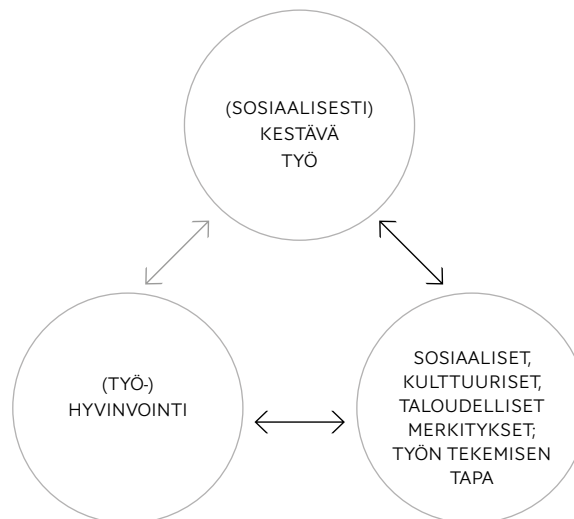 (SOSIAALISESTI)
KESTÄVÄ
TYÖ
(TYÖ-)
HYVINVOINTI
SOSIAALISET,
KULTTUURISET,
TALOUDELLISET
MERKITYKSET;
TYÖN TEKEMISEN
TAPA